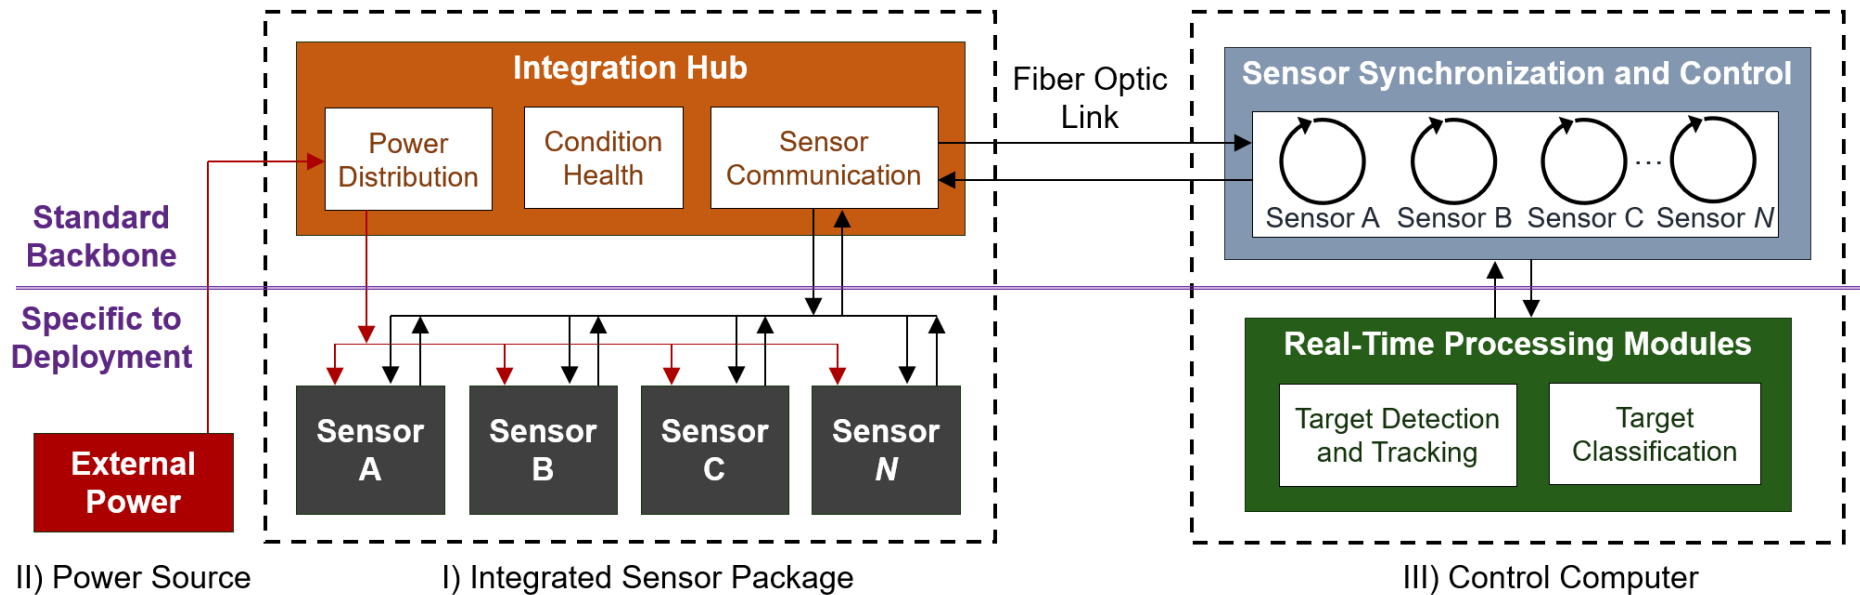 Integration Hub
Power
Distribution
Condition
Health
Sensor
Communication
Fiber Optic
Link
Sensor Synchronization and Control
...
Sensor A
Sensor B
Sensor C
Sensor N
Standard
Backbone
Specific to
Deployment
External
Power
Sensor
A
Sensor
B
Sensor
C
Sensor
N
Real-Time Processing Modules
Target Detection
and Tracking
Target
Classification
II) Power Source
I) Integrated Sensor Package
III) Control Computer